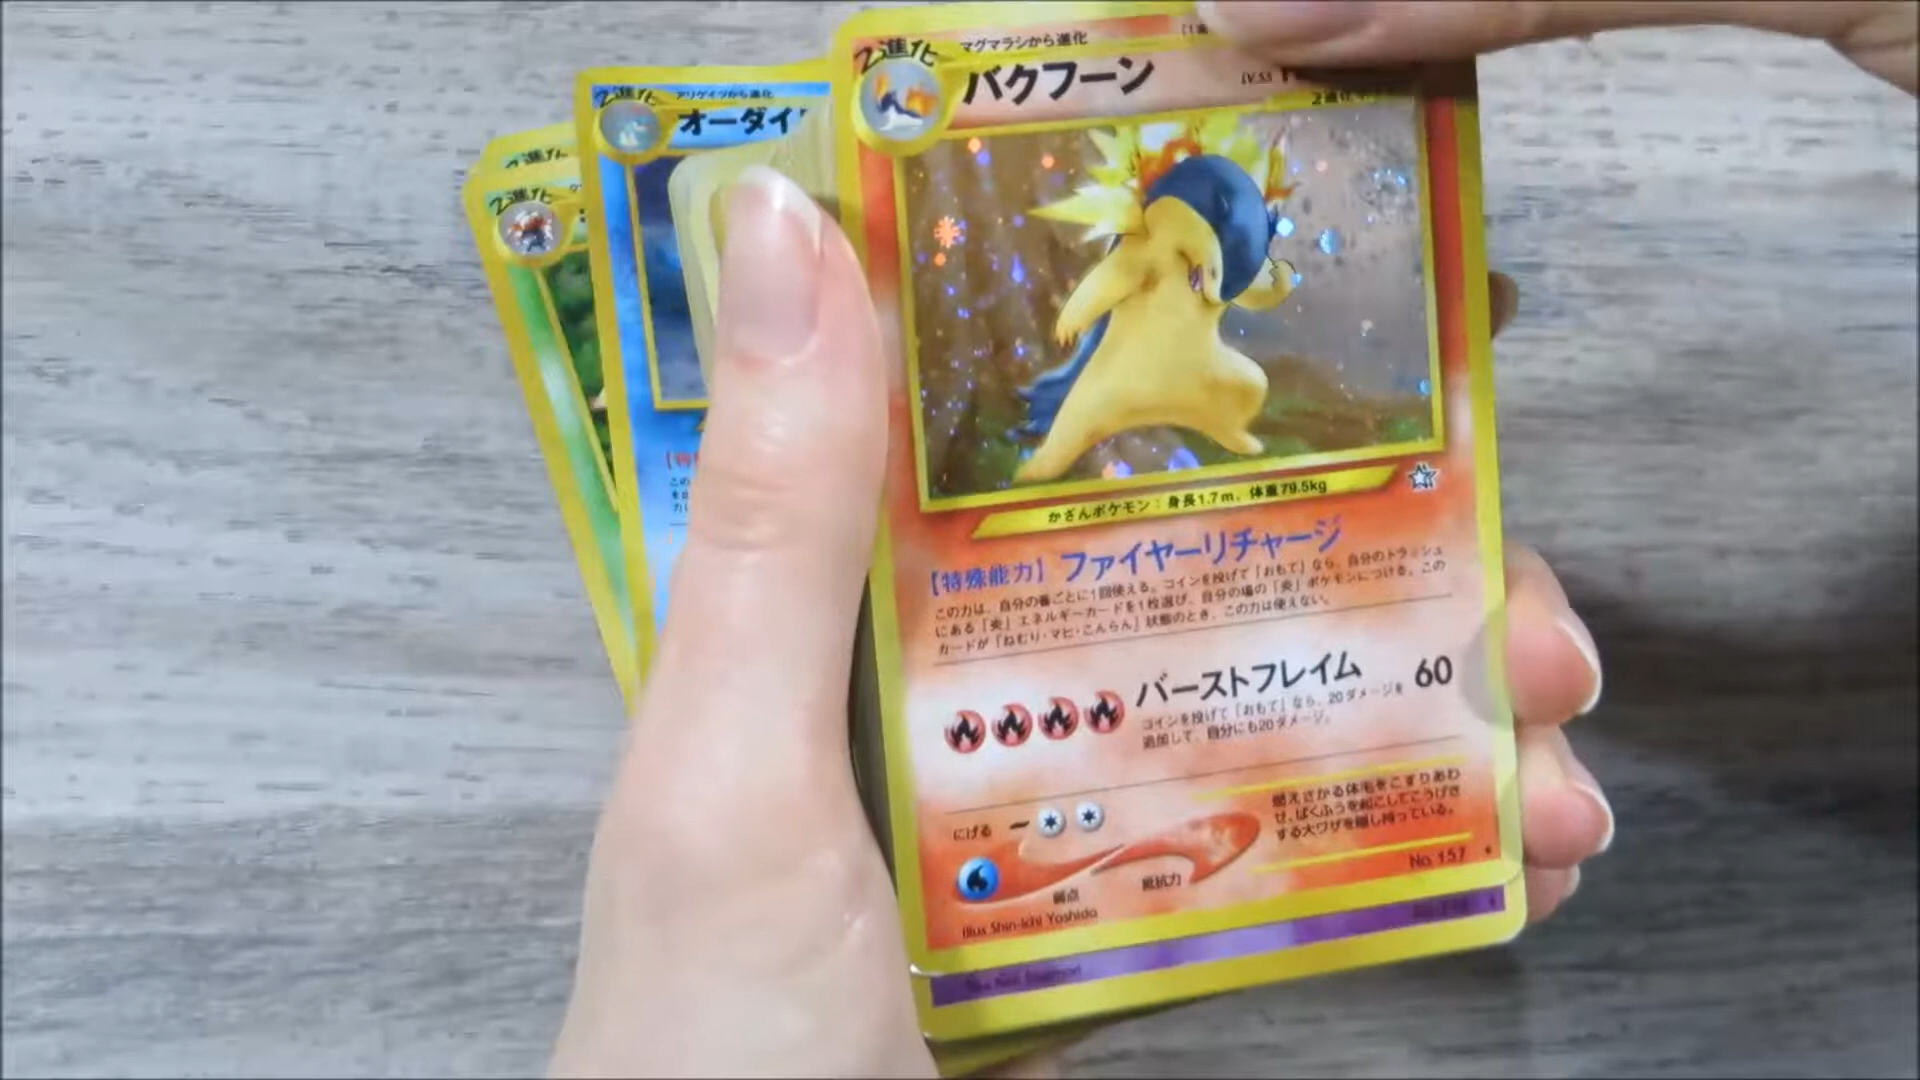 2進化
2進化
2進化
アリゲイツから進化
オーダイ
2進化
マグマラシから進化
バクフーン
LV.55
かざんポケモン：身長1.7m、体重79.5kg
【特殊能力】ファイヤーリチャージ
この力は、自分の番ごとに1回使える。コインを投げて「おもて」なら、自分のトラッシュ
にある「炎」エネルギーカードを1枚選び、自分の場の「炎」ポケモンにつける。この
カードが「ねむり・マヒ・こんらん」状態のとき、この力は使えない。
バーストフレイム 60
コインを投げて「おもて」なら、20ダメージを
追加して、自分にも20ダメージ。
にげる
弱点
抵抗力
燃えさかる体毛をこすりあわ
せ、ばくふうを起こしてこうげき
する大ワザを隠し持っている。
No.157
Illus.Shin-ichi Yoshida